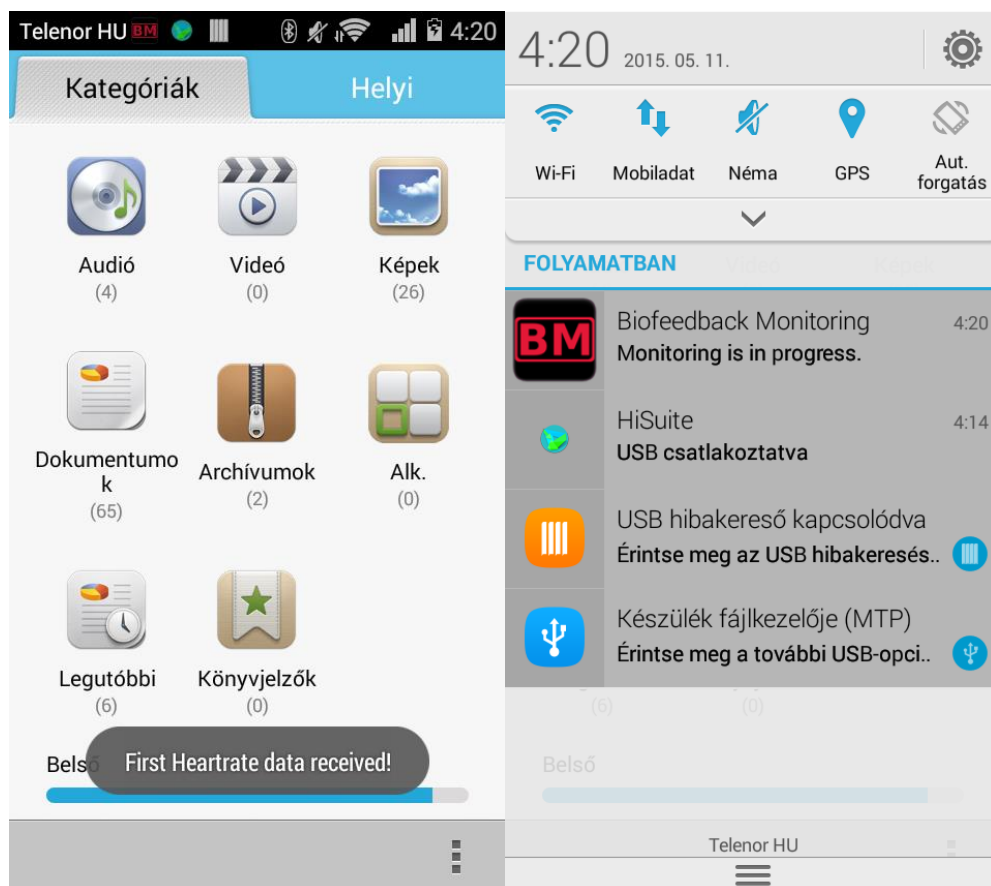 Telenor HU BM 4:20
Kategóriák Helyi
Audió Videó Képek
(4) (0) (26)
Dokumentumo
k Archívumok Alk.
(65) (2) (0)
Legutóbbi Könyvjelzők
(6) (0)
First Heartrate data received!
Belső
4:20 2015. 05. 11.
Wi-Fi Mobiladat Néma GPS Aut.
forgatás
FOLYAMATBAN Videó Képek
BM Biofeedback Monitoring 4:20
Monitoring is in progress.
HiSuite 4:14
USB csatlakoztatva
USB hibakereső kapcsolódva
Érintse meg az USB hibakeresés..
Készülék fájlkezelője (MTP)
Érintse meg a további USB-opci..
(6) (0)
Belső
Telenor HU